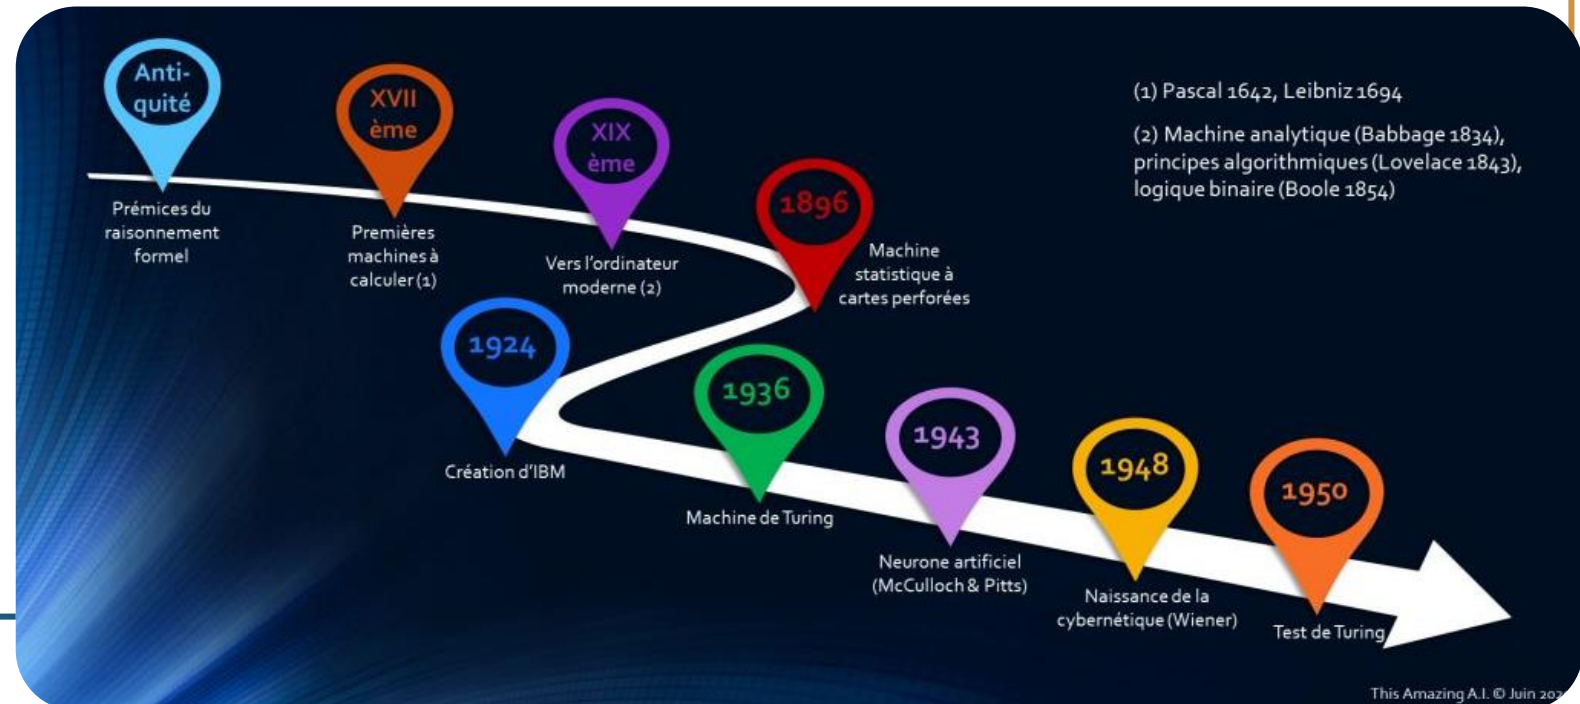 Anti-
quité
Prémices du
raisonnement
formel
XVII
ème
Premières
machines à
calculer (1)
XIX
ème
Vers l'ordinateur
moderne (2)
1896
Machine
statistique à
cartes perforées
(1) Pascal 1642, Leibniz 1694
(2) Machine analytique (Babbage 1834),
principes algorithmiques (Lovelace 1843),
logique binaire (Boole 1854)
1924
Création d'IBM
1936
Machine de Turing
1943
Neurone artificiel
(McCulloch & Pitts)
1948
Naissance de la
cybernétique (Wiener)
1950
Test de Turing
This Amazing A.I. © Juin